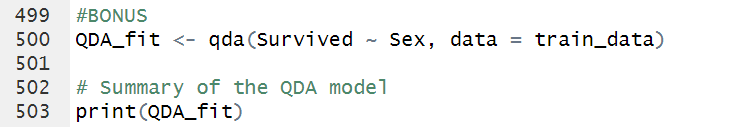 499 #BONUS
500 QDA_fit <- qda(Survived ~ Sex, data = train_data)
501
502 # Summary of the QDA model
503 print(QDA_fit)